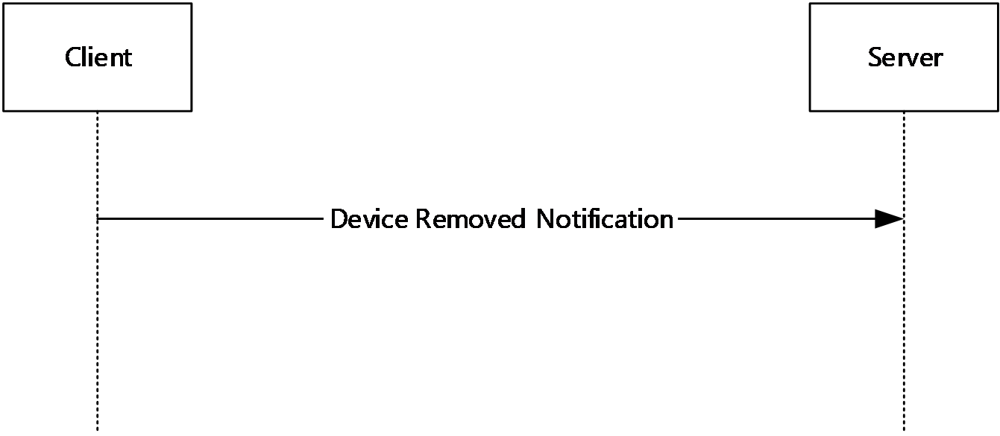 Client
Server
Device Removed Notification